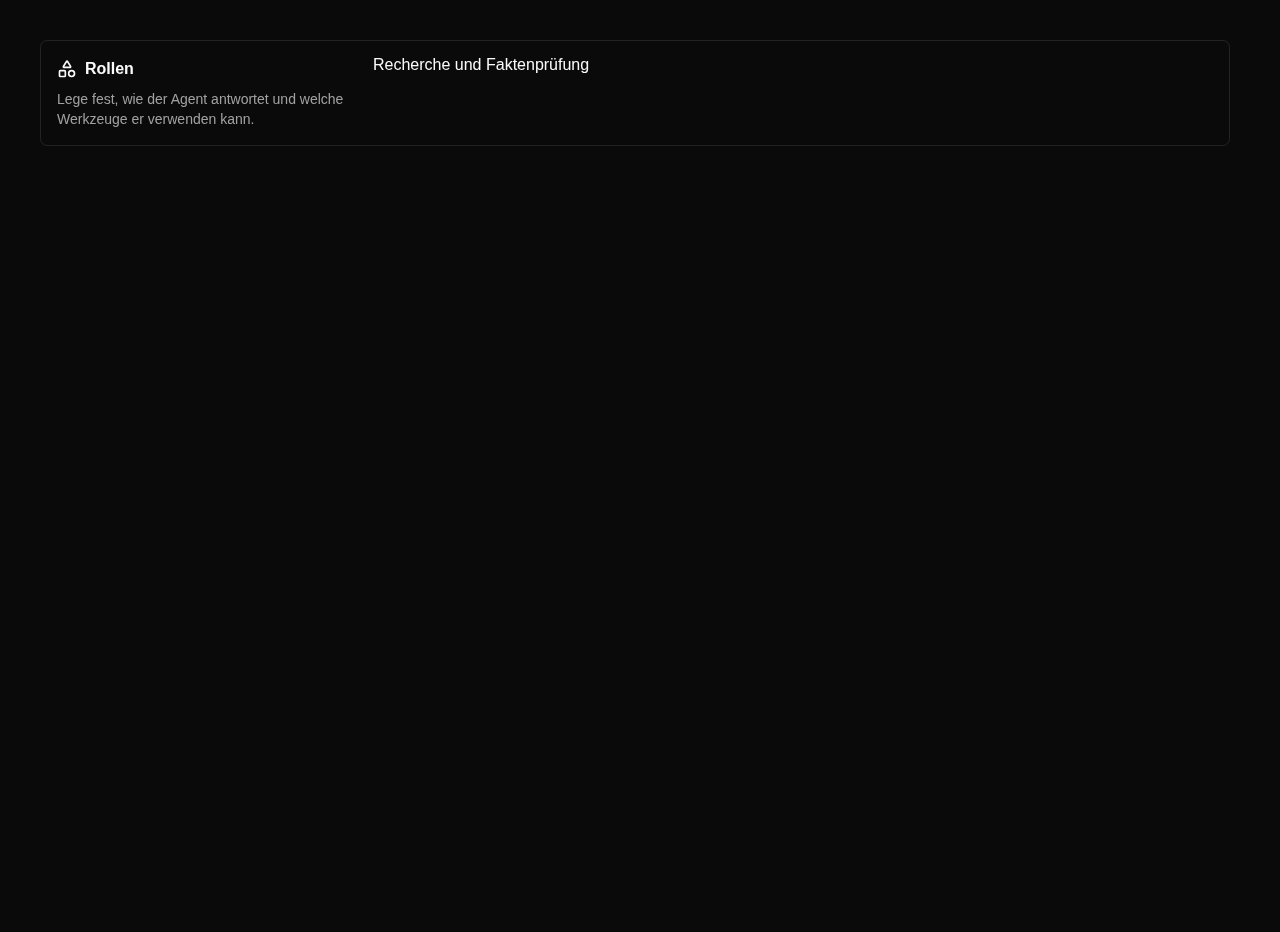 Rollen
Lege fest, wie der Agent antwortet und welche
Werkzeuge er verwenden kann.
Recherche und Faktenprüfung